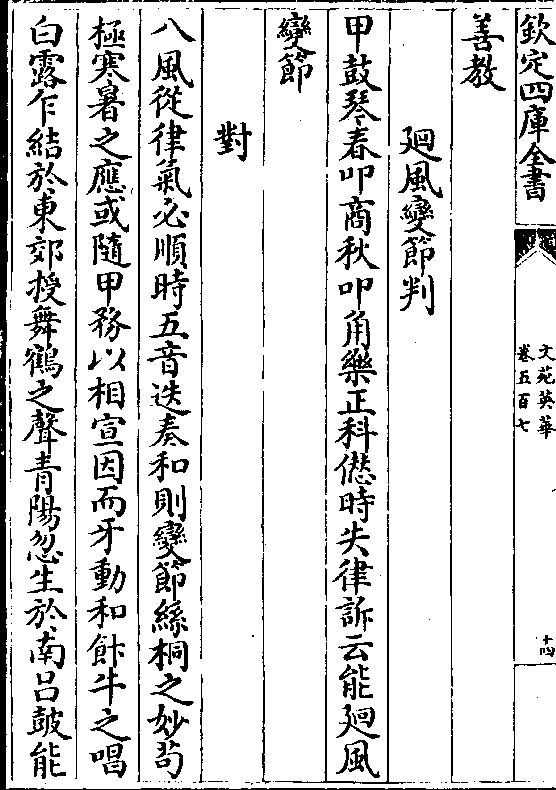 欽定四庫全書
文苑英華
卷五百七
十四
善教
廻風變節判
甲鼓琴春叩商秋叩角樂正科僁時失律訴云能廻風
變節
對
八風從律氣必順時五音迭奏和則變節絲桐之妙茍
極寒暑之應或隨甲務以相宣因而牙動和飰牛之唱
白露乍結於東郊授舞鶴之聲青陽忽生於南吕皷能